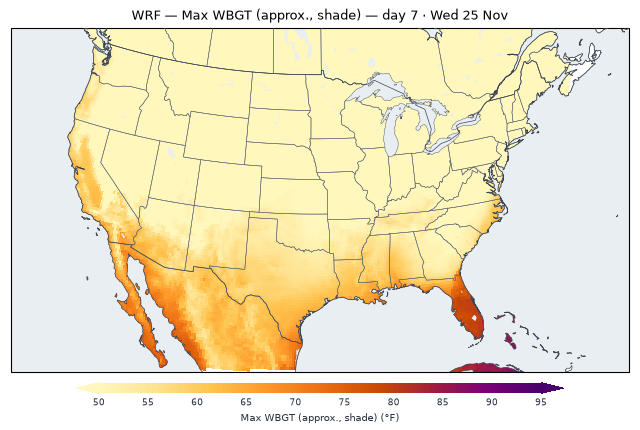 WRF — Max WBGT (approx., shade) — day 7 · Wed 25 Nov
50 55 60 65 70 75 80 85 90 95
Max WBGT (approx., shade) (°F)